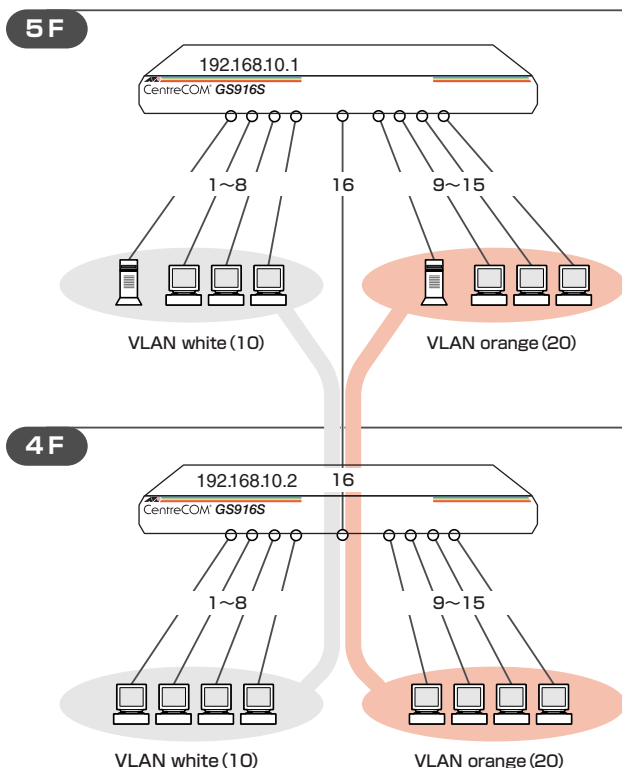 5F
192.168.10.1
CentreCOM® GS916S
1～8
16
9～15
VLAN white(10)
VLAN orange(20)
4F
192.168.10.2
16
CentreCOM® GS916S
1～8
9～15
VLAN white(10)
VLAN orange(20)